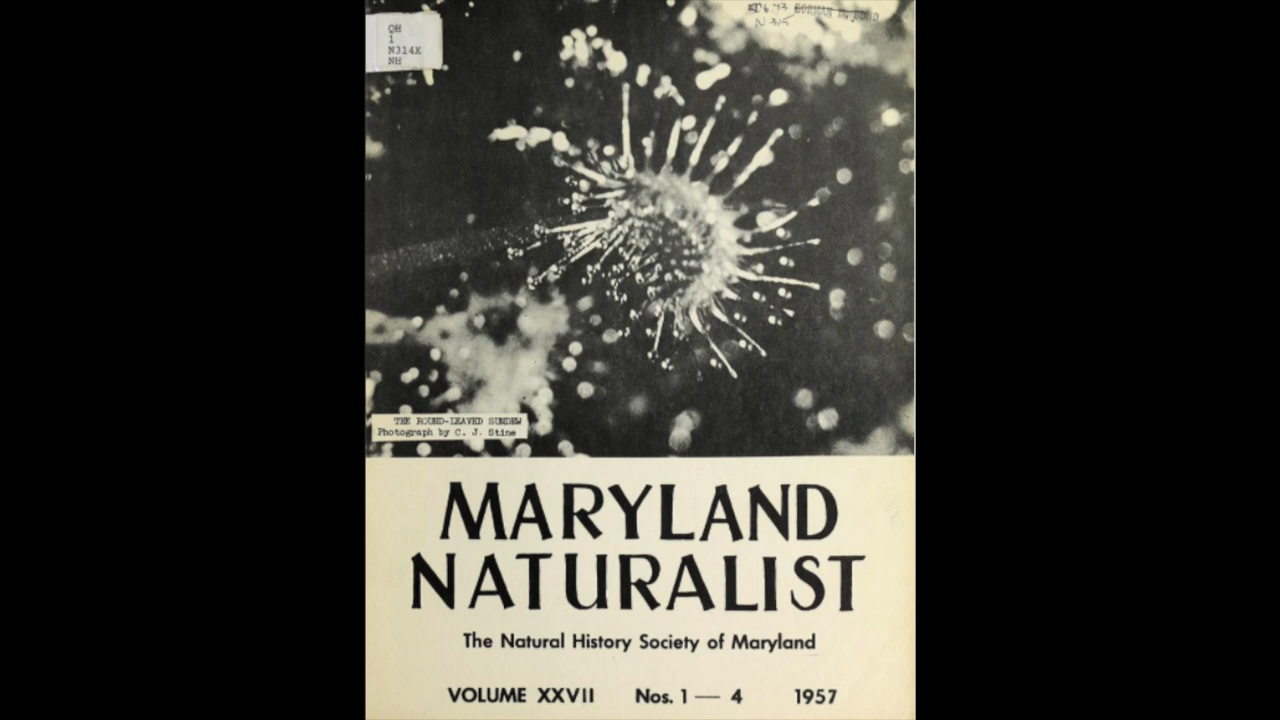 QH
1
N314X
NH
THE ROUND-LEAVED SUNDEW
Photograph by C. J. Stine
MARYLAND
NATURALIST
The Natural History Society of Maryland
VOLUME XXVII Nos. 1 — 4 1957